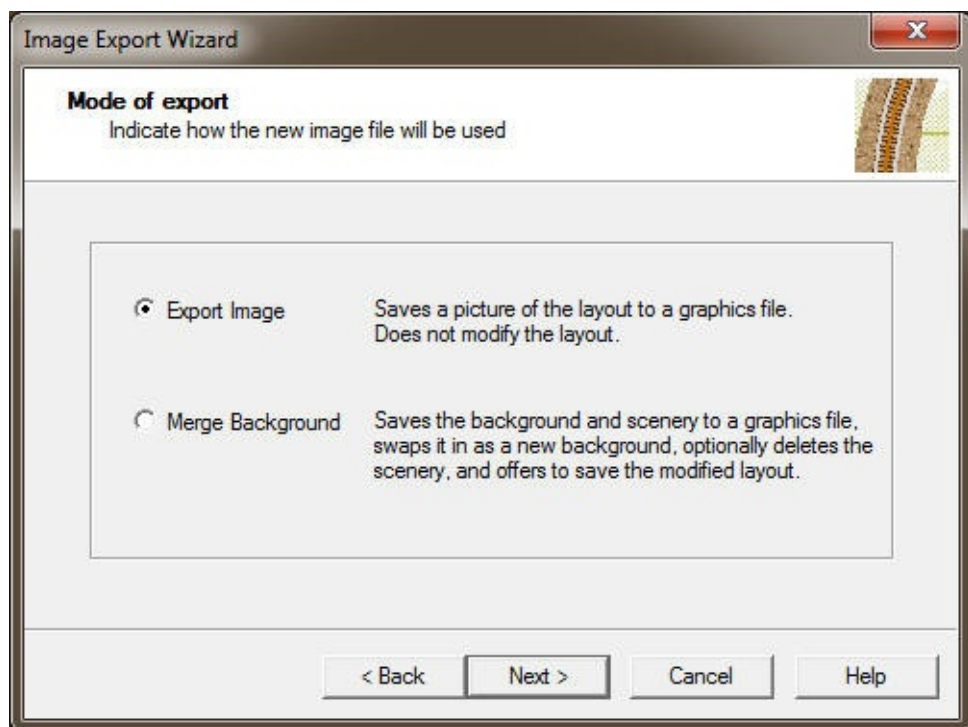 Image Export Wizard
Mode of export
Indicate how the new image file will be used
Export Image
Saves a picture of the layout to a graphics file.
Does not modify the layout.
Merge Background
Saves the background and scenery to a graphics file,
swaps it in as a new background, optionally deletes the
scenery, and offers to save the modified layout.
< Back
Next >
Cancel
Help